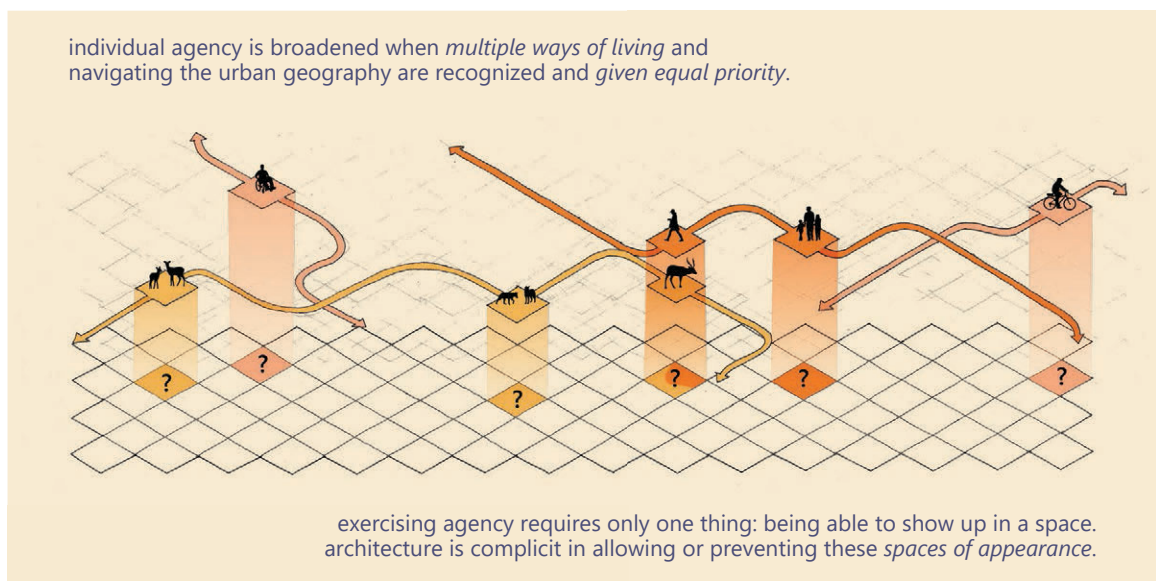 individual agency is broadened when multiple ways of living and
navigating the urban geography are recognized and given equal priority.
? ? ? ? ? ?
exercising agency requires only one thing: being able to show up in a space.
architecture is complicit in allowing or preventing these spaces of appearance.